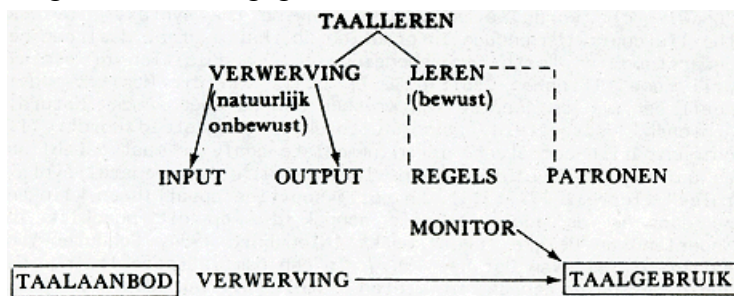 TAALLEREN
VERWERVING LEREN
(natuurlijk (bewust)
onbewust)
INPUT OUTPUT REGELS PATRONEN
MONITOR
TAALAANBOD VERWERVING TAALGEBRUIK